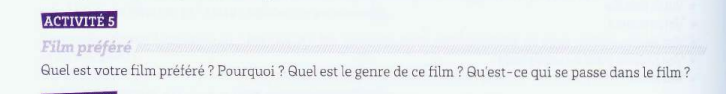 ACTIVITÉ 5
Film préféré
Quel est votre film préféré ? Pourquoi ? Quel est le genre de ce film ? Qu'est-ce qui se passe dans le film ?